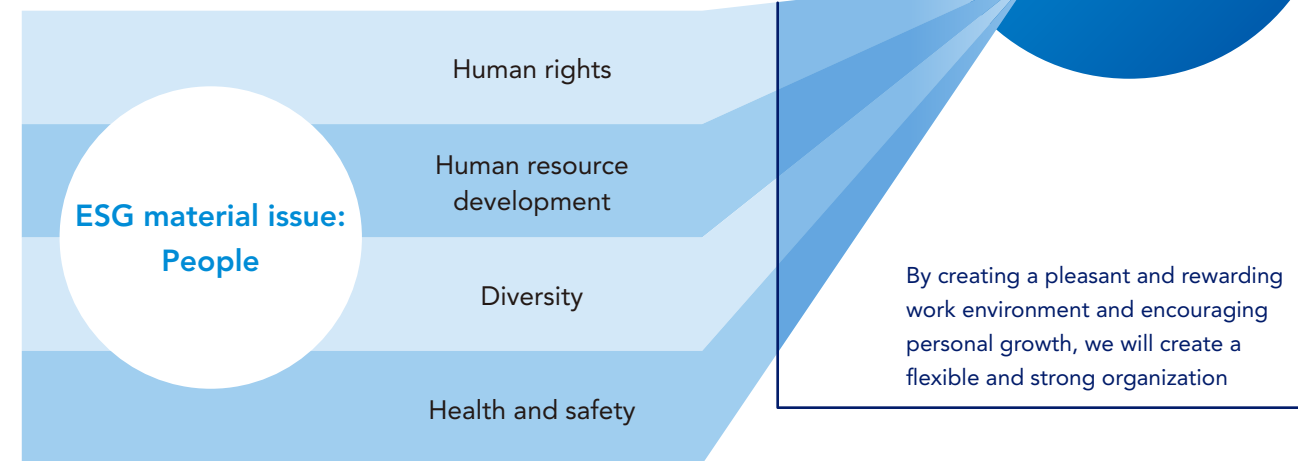 ESG material issue:
People
Human rights
Human resource
development
Diversity
Health and safety
By creating a pleasant and rewarding
work environment and encouraging
personal growth, we will create a
flexible and strong organization